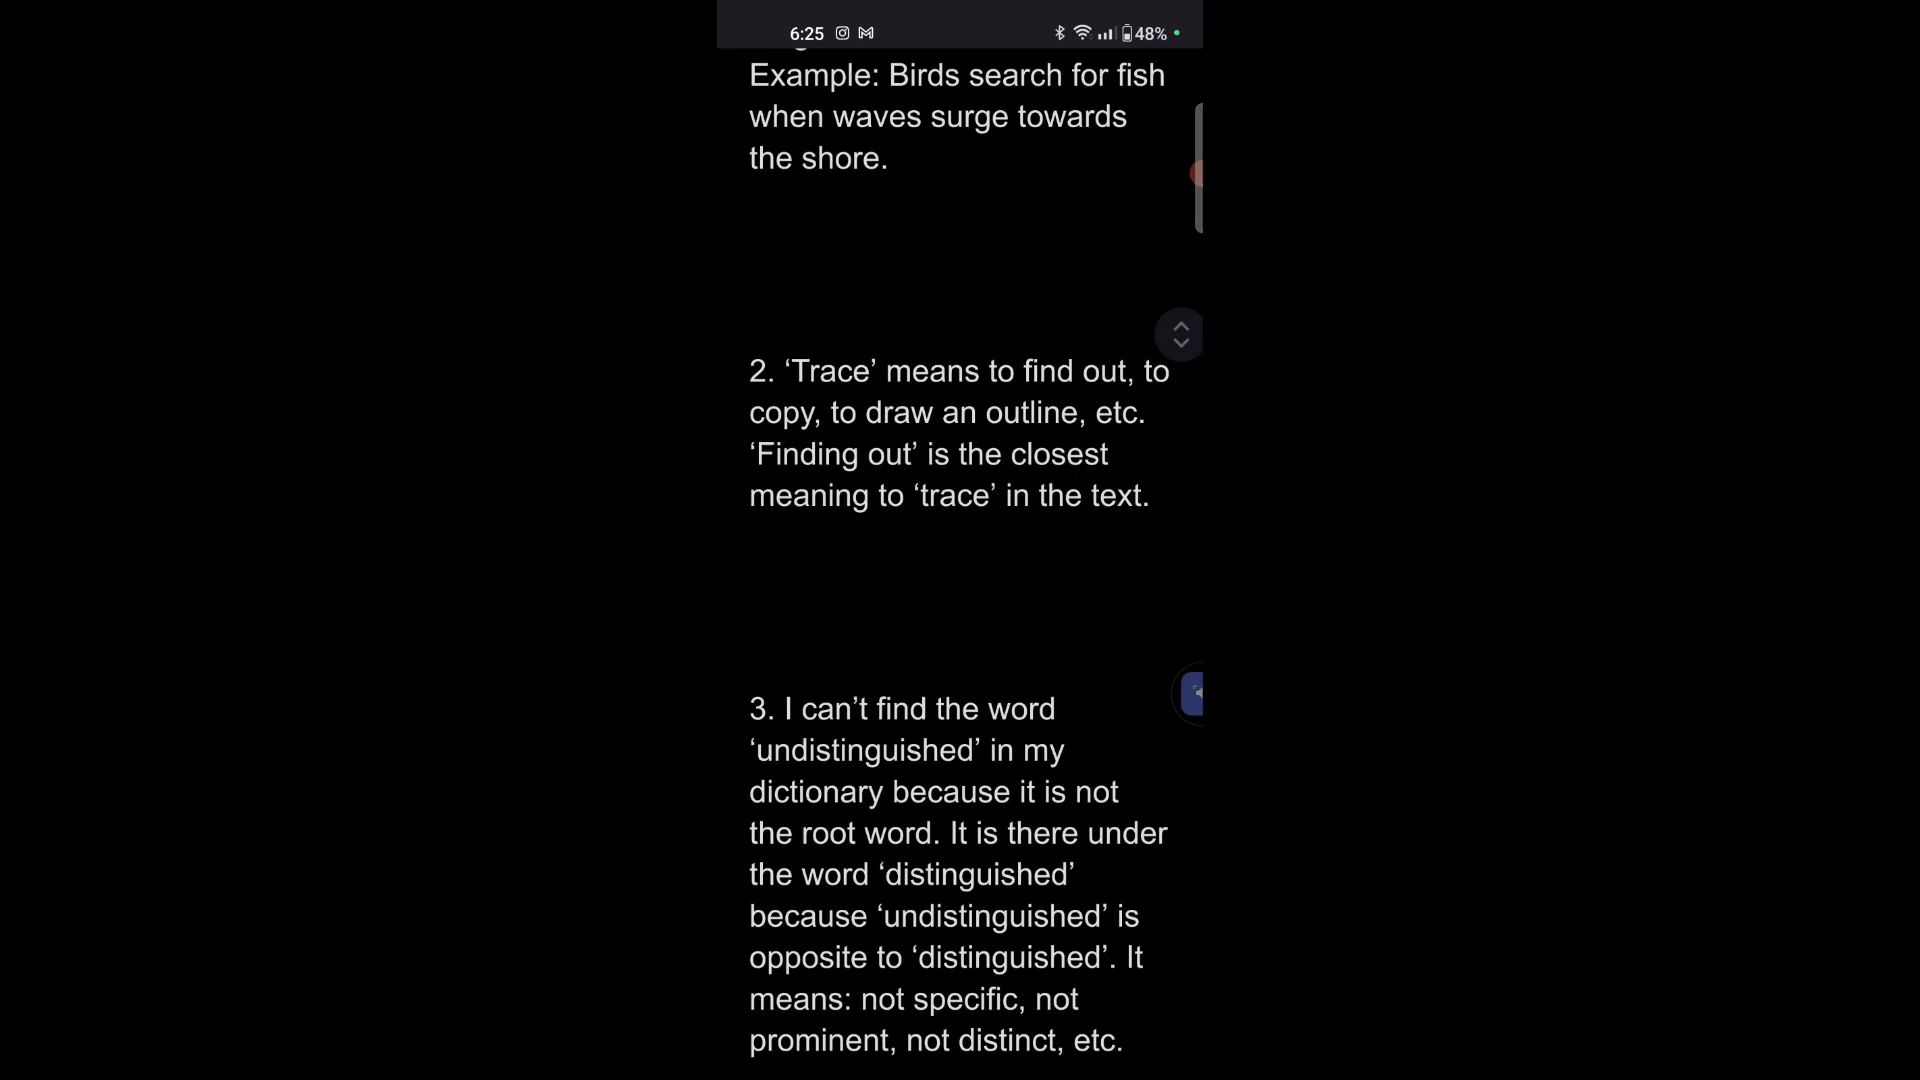 6:25 48%
Example: Birds search for fish
when waves surge towards
the shore.
2. ‘Trace’ means to find out, to
copy, to draw an outline, etc.
‘Finding out’ is the closest
meaning to ‘trace’ in the text.
3. I can’t find the word
‘undistinguished’ in my
dictionary because it is not
the root word. It is there under
the word ‘distinguished’
because ‘undistinguished’ is
opposite to ‘distinguished’. It
means: not specific, not
prominent, not distinct, etc.